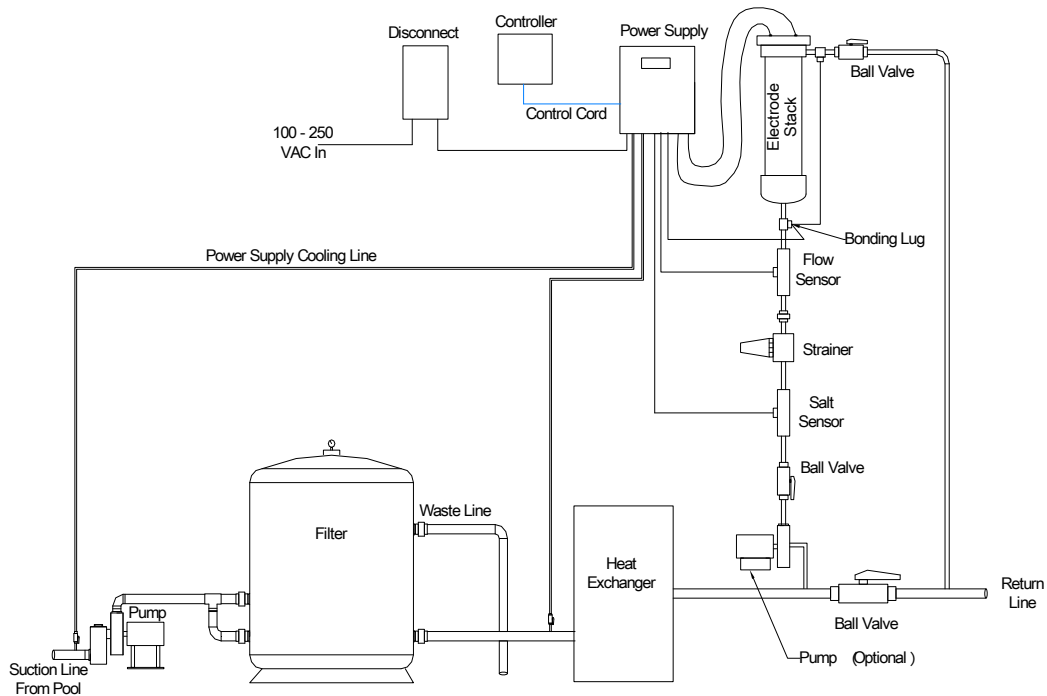 Controller
Power Supply
Disconnect
Ball Valve
Control Cord
100 - 250
VAC In
Electrode
Stack
Bonding Lug
Power Supply Cooling Line
Flow
Sensor
Strainer
Salt
Sensor
Ball Valve
Waste Line
Filter
Heat
Exchanger
Return
Line
Pump
Ball Valve
Pump (Optional )
Suction Line
From Pool